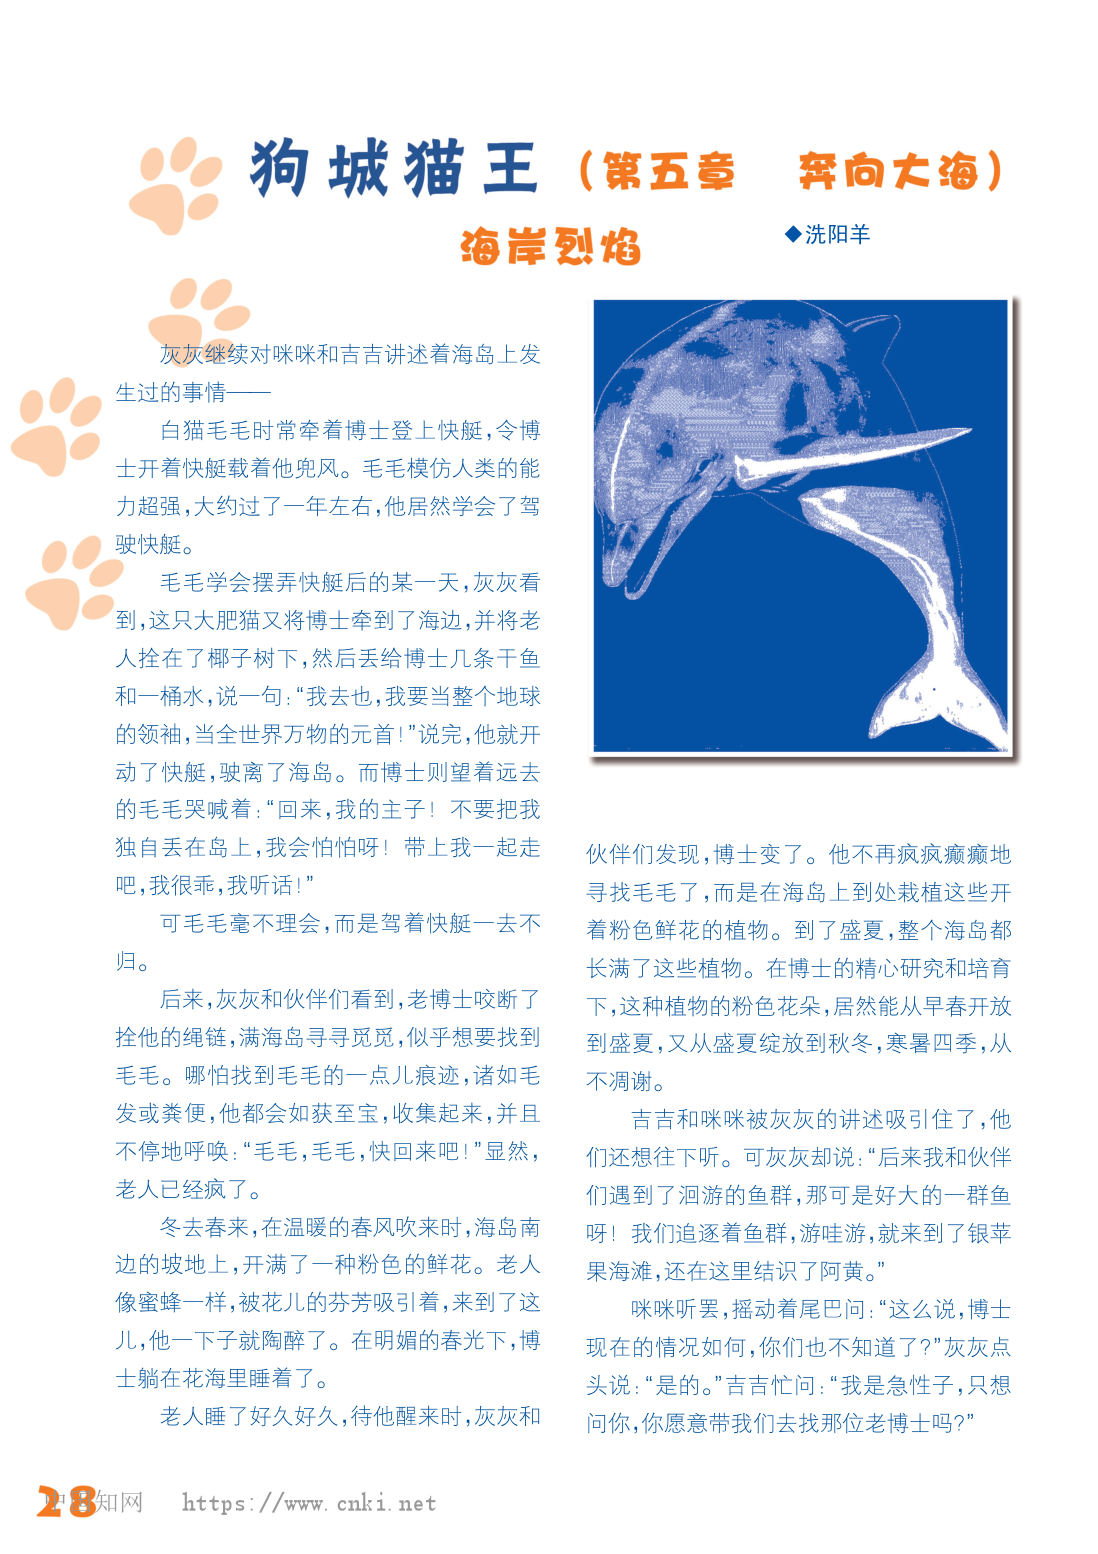 狗城猫王（第五章　奔向大海）
海岸烈焰
◆洗阳羊
灰灰继续对咪咪和吉吉讲述着海岛上发
生过的事情——
白猫毛毛时常牵着博士登上快艇，令博
士开着快艇载着他兜风。毛毛模仿人类的能
力超强，大约过了一年左右，他居然学会了驾
驶快艇。
毛毛学会摆弄快艇后的某一天，灰灰看
到，这只大肥猫又将博士牵到了海边，并将老
人拴在了椰子树下，然后丢给博士几条干鱼
和一桶水，说一句：“我去也，我要当整个地球
的领袖，当全世界万物的元首！”说完，他就开
动了快艇，驶离了海岛。而博士则望着远去
的毛毛哭喊着：“回来，我的主子！不要把我
独自丢在岛上，我会怕怕呀！带上我一起走
吧，我很乖，我听话！”
可毛毛毫不理会，而是驾着快艇一去不
归。
后来，灰灰和伙伴们看到，老博士咬断了
拴他的绳链，满海岛寻寻觅觅，似乎想要找到
毛毛。哪怕找到毛毛的一点儿痕迹，诸如毛
发或粪便，他都会如获至宝，收集起来，并且
不停地呼唤：“毛毛，毛毛，快回来吧！”显然，
老人已经疯了。
冬去春来，在温暖的春风吹来时，海岛南
边的坡地上，开满了一种粉色的鲜花。老人
像蜜蜂一样，被花儿的芬芳吸引着，来到了这
儿，他一下子就陶醉了。在明媚的春光下，博
士躺在花海里睡着了。
老人睡了好久好久，待他醒来时，灰灰和
伙伴们发现，博士变了。他不再疯疯癫癫地
寻找毛毛了，而是在海岛上到处栽植这些开
着粉色鲜花的植物。到了盛夏，整个海岛都
长满了这些植物。在博士的精心研究和培育
下，这种植物的粉色花朵，居然能从早春开放
到盛夏，又从盛夏绽放到秋冬，寒暑四季，从
不凋谢。
吉吉和咪咪被灰灰的讲述吸引住了，他
们还想往下听。可灰灰却说：“后来我和伙伴
们遇到了洄游的鱼群，那可是好大的一群鱼
呀！我们追逐着鱼群，游哇游，就来到了银苹
果海滩，还在这里结识了阿黄。”
咪咪听罢，摇动着尾巴问：“这么说，博士
现在的情况如何，你们也不知道了？”灰灰点
头说：“是的。”吉吉忙问：“我是急性子，只想
问你，你愿意带我们去找那位老博士吗？”
28
中国知网 https://www.cnki.net